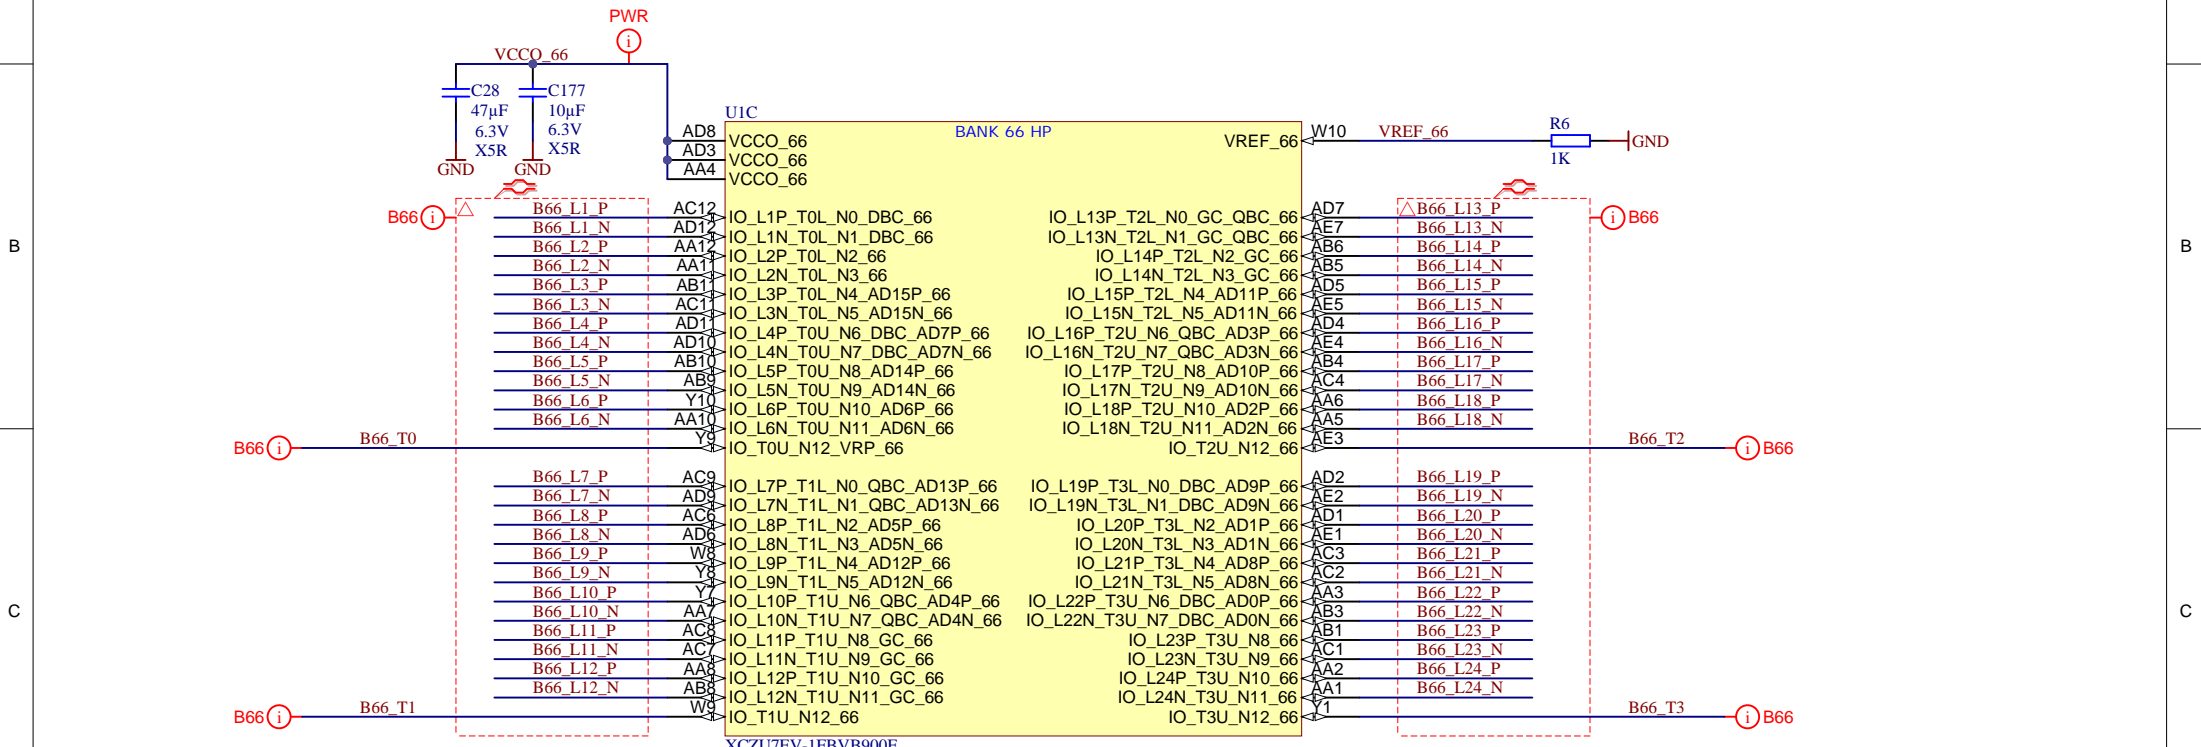 PWR
VCCO_66
C28
47µF
6.3V
X5R
GND
C177
10µF
6.3V
X5R
GND
U1C
BANK 66 HP
AD8 VCCO_66
AD3 VCCO_66
AA4 VCCO_66
VREF_66 W10 VREF_66
R6
1K
GND
B
B
B66
B66
B66_L1_P AC12 IO_L1P_T0L_N0_DBC_66
B66_L1_N AD12 IO_L1N_T0L_N1_DBC_66
B66_L2_P AA12 IO_L2P_T0L_N2_66
B66_L2_N IO_L2N_T0L_N3_66
B66_L3_P IO_L3P_T0L_N4_AD15P_66
B66_L3_N IO_L3N_T0L_N5_AD15N_66
B66_L4_P IO_L4P_T0U_N6_DBC_AD7P_66
B66_L4_N AD10 IO_L4N_T0U_N7_DBC_AD7N_66
B66_L5_P AB10 IO_L5P_T0U_N8_AD14P_66
B66_L5_N AB9 IO_L5N_T0U_N9_AD14N_66
B66_L6_P Y10 IO_L6P_T0U_N10_AD6P_66
B66_L6_N AA10 IO_L6N_T0U_N11_AD6N_66
B66 B66_T0 Y9 IO_T0U_N12_VRP_66
B66_L7_P AC9 IO_L7P_T1L_N0_QBC_AD13P_66
B66_L7_N AD9 IO_L7N_T1L_N1_QBC_AD13N_66
B66_L8_P AC6 IO_L8P_T1L_N2_AD5P_66
B66_L8_N AD6 IO_L8N_T1L_N3_AD5N_66
B66_L9_P W8 IO_L9P_T1L_N4_AD12P_66
B66_L9_N Y8 IO_L9N_T1L_N5_AD12N_66
B66_L10_P Y7 IO_L10P_T1U_N6_QBC_AD4P_66
B66_L10_N AA7 IO_L10N_T1U_N7_QBC_AD4N_66
B66_L11_P AC8 IO_L11P_T1U_N8_GC_66
B66_L11_N AC7 IO_L11N_T1U_N9_GC_66
B66_L12_P AA8 IO_L12P_T1U_N10_GC_66
B66_L12_N AB8 IO_L12N_T1U_N11_GC_66
B66 B66_T1 W9 IO_T1U_N12_66
IO_L13P_T2L_N0_GC_QBC_66 AD7 B66_L13_P
IO_L13N_T2L_N1_GC_QBC_66 AE7 B66_L13_N
IO_L14P_T2L_N2_GC_66 AB6 B66_L14_P
IO_L14N_T2L_N3_GC_66 AB5 B66_L14_N
IO_L15P_T2L_N4_AD11P_66 AD5 B66_L15_P
IO_L15N_T2L_N5_AD11N_66 AE5 B66_L15_N
IO_L16P_T2U_N6_QBC_AD3P_66 AD4 B66_L16_P
IO_L16N_T2U_N7_QBC_AD3N_66 AE4 B66_L16_N
IO_L17P_T2U_N8_AD10P_66 AB4 B66_L17_P
IO_L17N_T2U_N9_AD10N_66 AC4 B66_L17_N
IO_L18P_T2U_N10_AD2P_66 AA6 B66_L18_P
IO_L18N_T2U_N11_AD2N_66 AA5 B66_L18_N
IO_T2U_N12_66 AE3 B66_T2 B66
IO_L19P_T3L_N0_DBC_AD9P_66 AD2 B66_L19_P
IO_L19N_T3L_N1_DBC_AD9N_66 AE2 B66_L19_N
IO_L20P_T3L_N2_AD1P_66 AD1 B66_L20_P
IO_L20N_T3L_N3_AD1N_66 AE1 B66_L20_N
IO_L21P_T3L_N4_AD8P_66 AC3 B66_L21_P
IO_L21N_T3L_N5_AD8N_66 AC2 B66_L21_N
IO_L22P_T3U_N6_DBC_AD0P_66 AA3 B66_L22_P
IO_L22N_T3U_N7_DBC_AD0N_66 AB3 B66_L22_N
IO_L23P_T3U_N8_66 AB1 B66_L23_P
IO_L23N_T3U_N9_66 AC1 B66_L23_N
IO_L24P_T3U_N10_66 AA2 B66_L24_P
IO_L24N_T3U_N11_66 AA1 B66_L24_N
IO_T3U_N12_66 Y1 B66_T3 B66
C
C